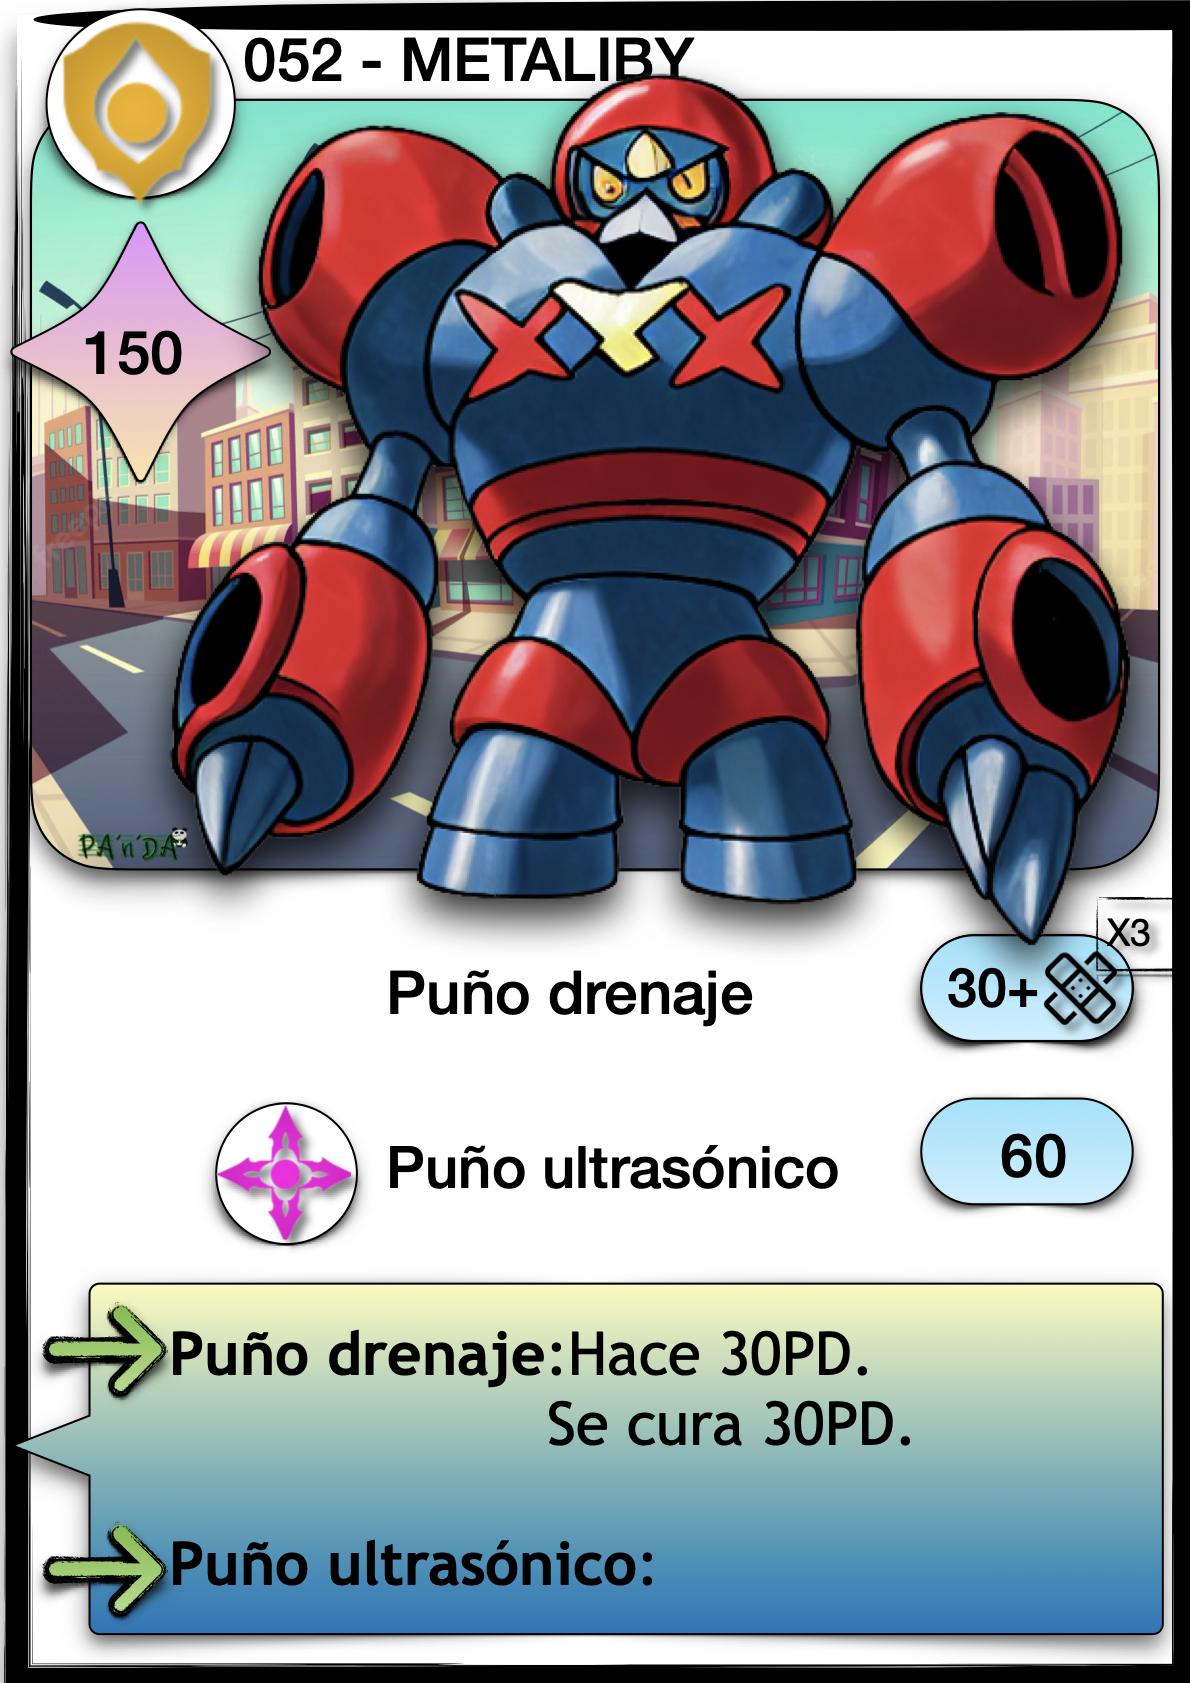 052 - METALIBY
150
PA'n'DA
X3
Puño drenaje
30+
Puño ultrasónico
60
Puño drenaje:Hace 30PD.
Se cura 30PD.
Puño ultrasónico: